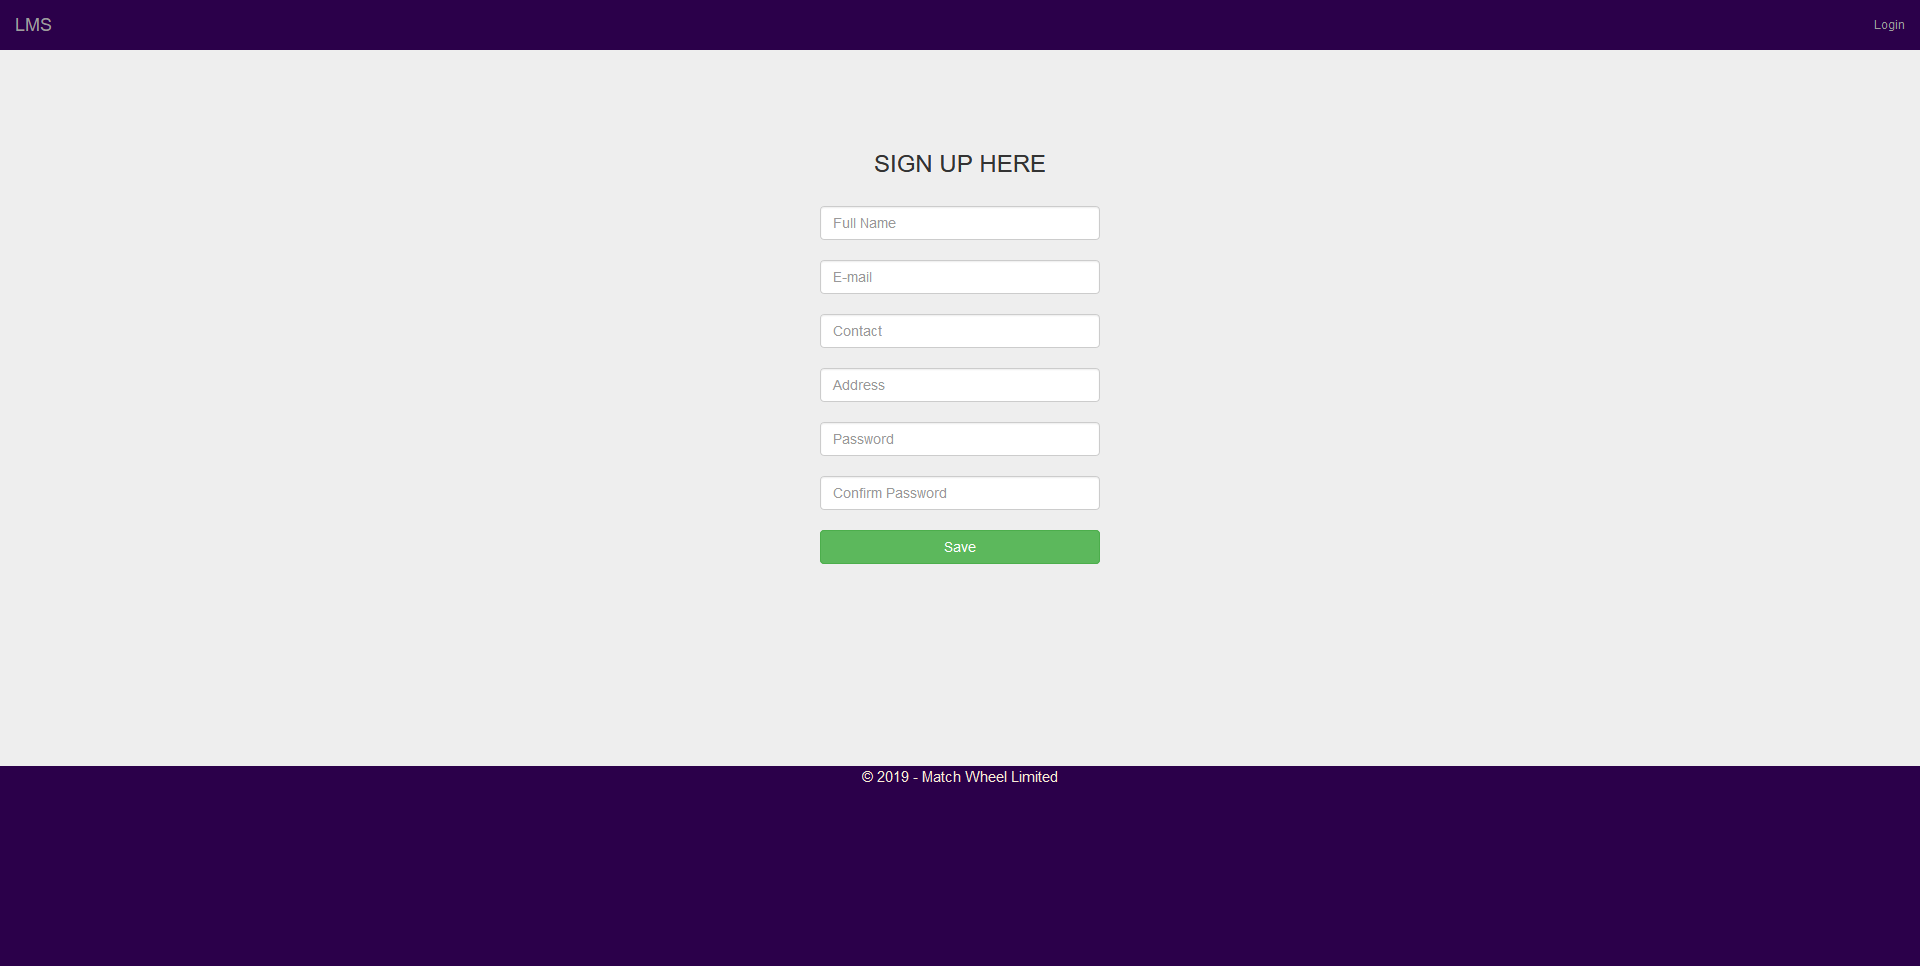 LMS
Login
SIGN UP HERE
Full Name
E-mail
Contact
Address
Password
Confirm Password
Save
© 2019 - Match Wheel Limited